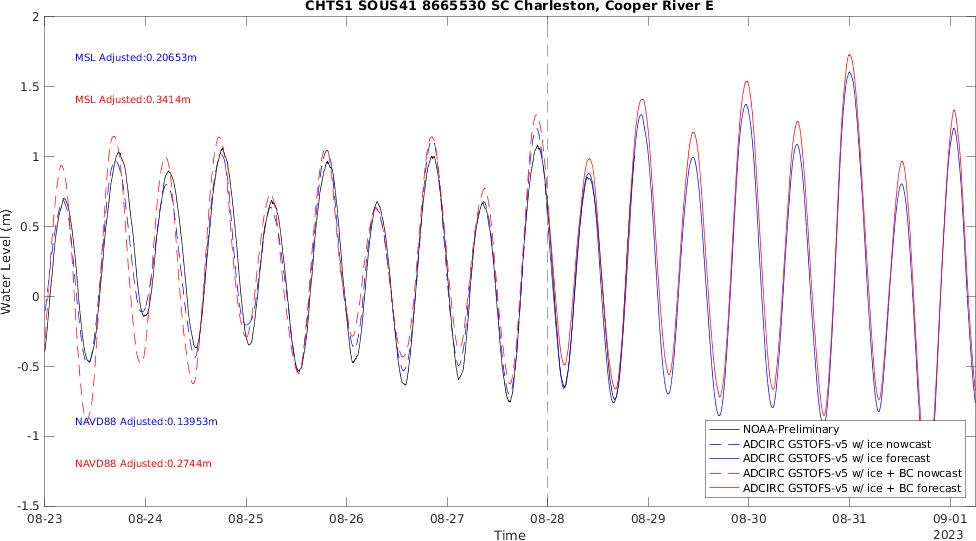 CHTS1 SOUS41 8665530 SC Charleston, Cooper River E
2
1.5
1
0.5
0
-0.5
-1
-1.5
Water Level (m)
MSL Adjusted:0.20653m
MSL Adjusted:0.3414m
NAVD88 Adjusted:0.13953m
NAVD88 Adjusted:0.2744m
NOAA-Preliminary
ADCIRC GSTOFS-v5 w/ ice nowcast
ADCIRC GSTOFS-v5 w/ ice forecast
ADCIRC GSTOFS-v5 w/ ice + BC nowcast
ADCIRC GSTOFS-v5 w/ ice + BC forecast
08-23 08-24 08-25 08-26 08-27 08-28 08-29 08-30 08-31 09-01
2023
Time